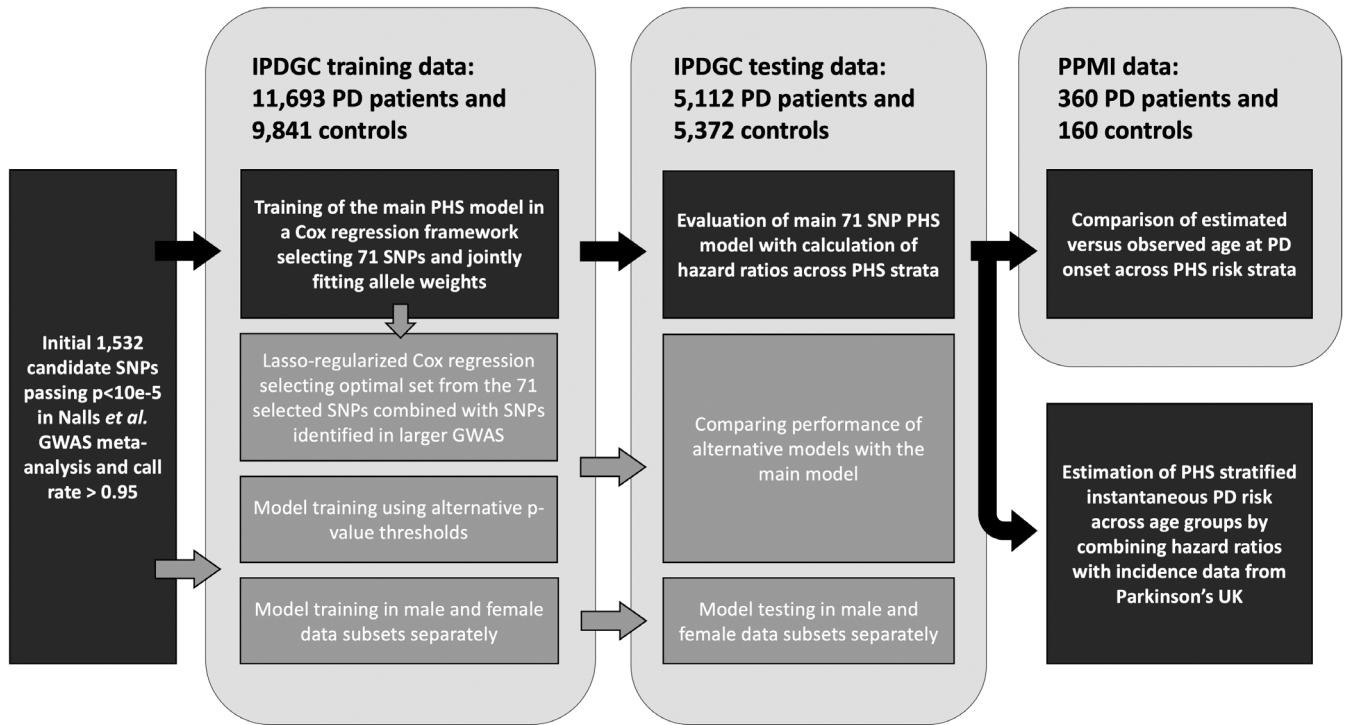 Initial 1,532
candidate SNPs
passing p<10e-5
in Nalls et al.
GWAS meta-
analysis and call
rate > 0.95
IPDGC training data:
11,693 PD patients and
9,841 controls
Training of the main PHS model in
a Cox regression framework
selecting 71 SNPs and jointly
fitting allele weights
Lasso-regularized Cox regression
selecting optimal set from the 71
selected SNPs combined with SNPs
identified in larger GWAS
Model training using alternative p-
value thresholds
Model training in male and female
data subsets separately
IPDGC testing data:
5,112 PD patients and
5,372 controls
Evaluation of main 71 SNP PHS
model with calculation of
hazard ratios across PHS strata
Comparing performance of
alternative models with the
main model
Model testing in male and
female data subsets separately
PPMI data:
360 PD patients and
160 controls
Comparison of estimated
versus observed age at PD
onset across PHS risk strata
Estimation of PHS stratified
instantaneous PD risk
across age groups by
combining hazard ratios
with incidence data from
Parkinson's UK